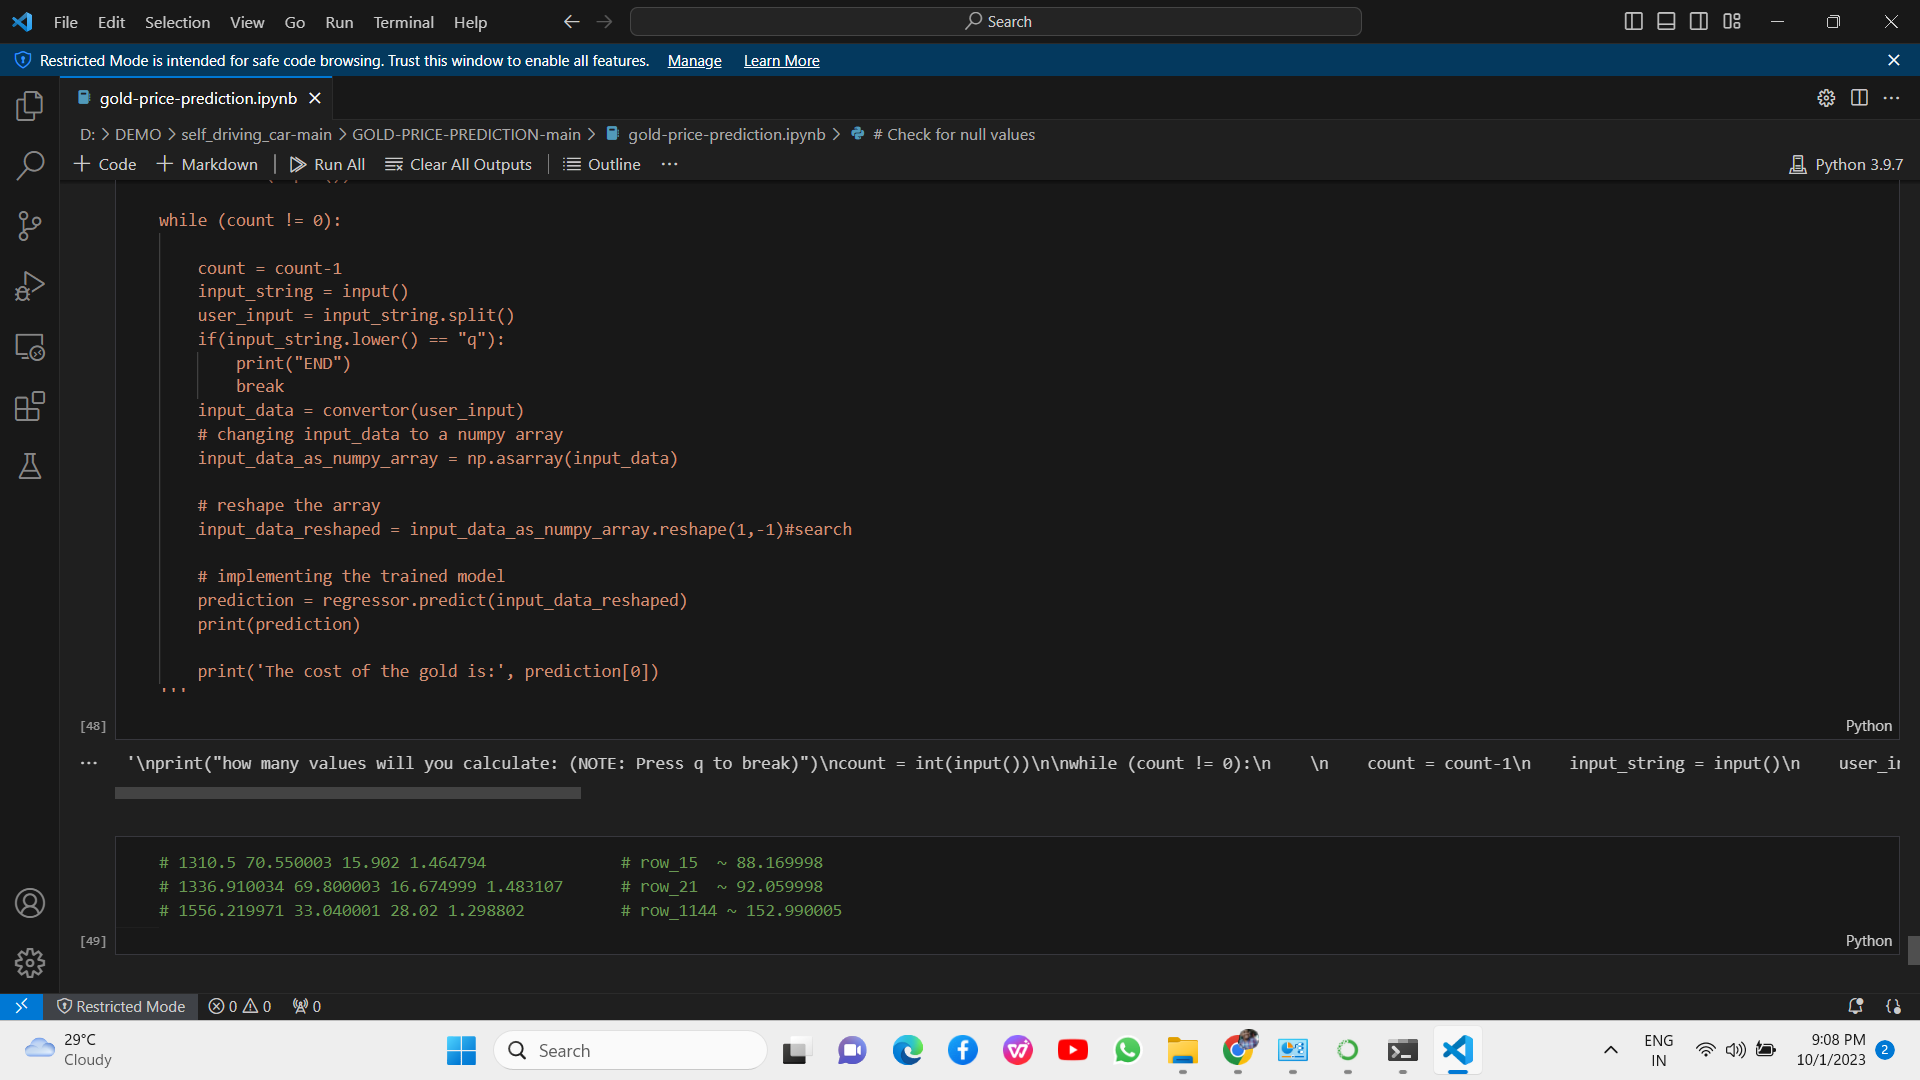 File Edit Selection View Go Run Terminal Help Search
Restricted Mode is intended for safe code browsing. Trust this window to enable all features. Manage Learn More
gold-price-prediction.ipynb
D: > DEMO > self_driving_car-main > GOLD-PRICE-PREDICTION-main > gold-price-prediction.ipynb > # Check for null values
+ Code + Markdown Run All Clear All Outputs Outline ... Python 3.9.7
while (count != 0):
count = count-1
input_string = input()
user_input = input_string.split()
if(input_string.lower() == "q"):
print("END")
break
input_data = convertor(user_input)
# changing input_data to a numpy array
input_data_as_numpy_array = np.asarray(input_data)
# reshape the array
input_data_reshaped = input_data_as_numpy_array.reshape(1,-1)#search
# implementing the trained model
prediction = regressor.predict(input_data_reshaped)
print(prediction)
print('The cost of the gold is:', prediction[0])
'''
[48] Python
... '\nprint("how many values will you calculate: (NOTE: Press q to break)")\ncount = int(input())\n\nwhile (count != 0):\n    \n    count = count-1\n    input_string = input()\n    user_in
# 1310.5 70.550003 15.902 1.464794 # row_15 ~ 88.169998
# 1336.910034 69.800003 16.674999 1.483107 # row_21 ~ 92.059998
# 1556.219971 33.040001 28.02 1.298802 # row_1144 ~ 152.990005
[49] Python
Restricted Mode 0 0 0
29°C
Cloudy
Search
ENG
IN
9:08 PM
10/1/2023
2